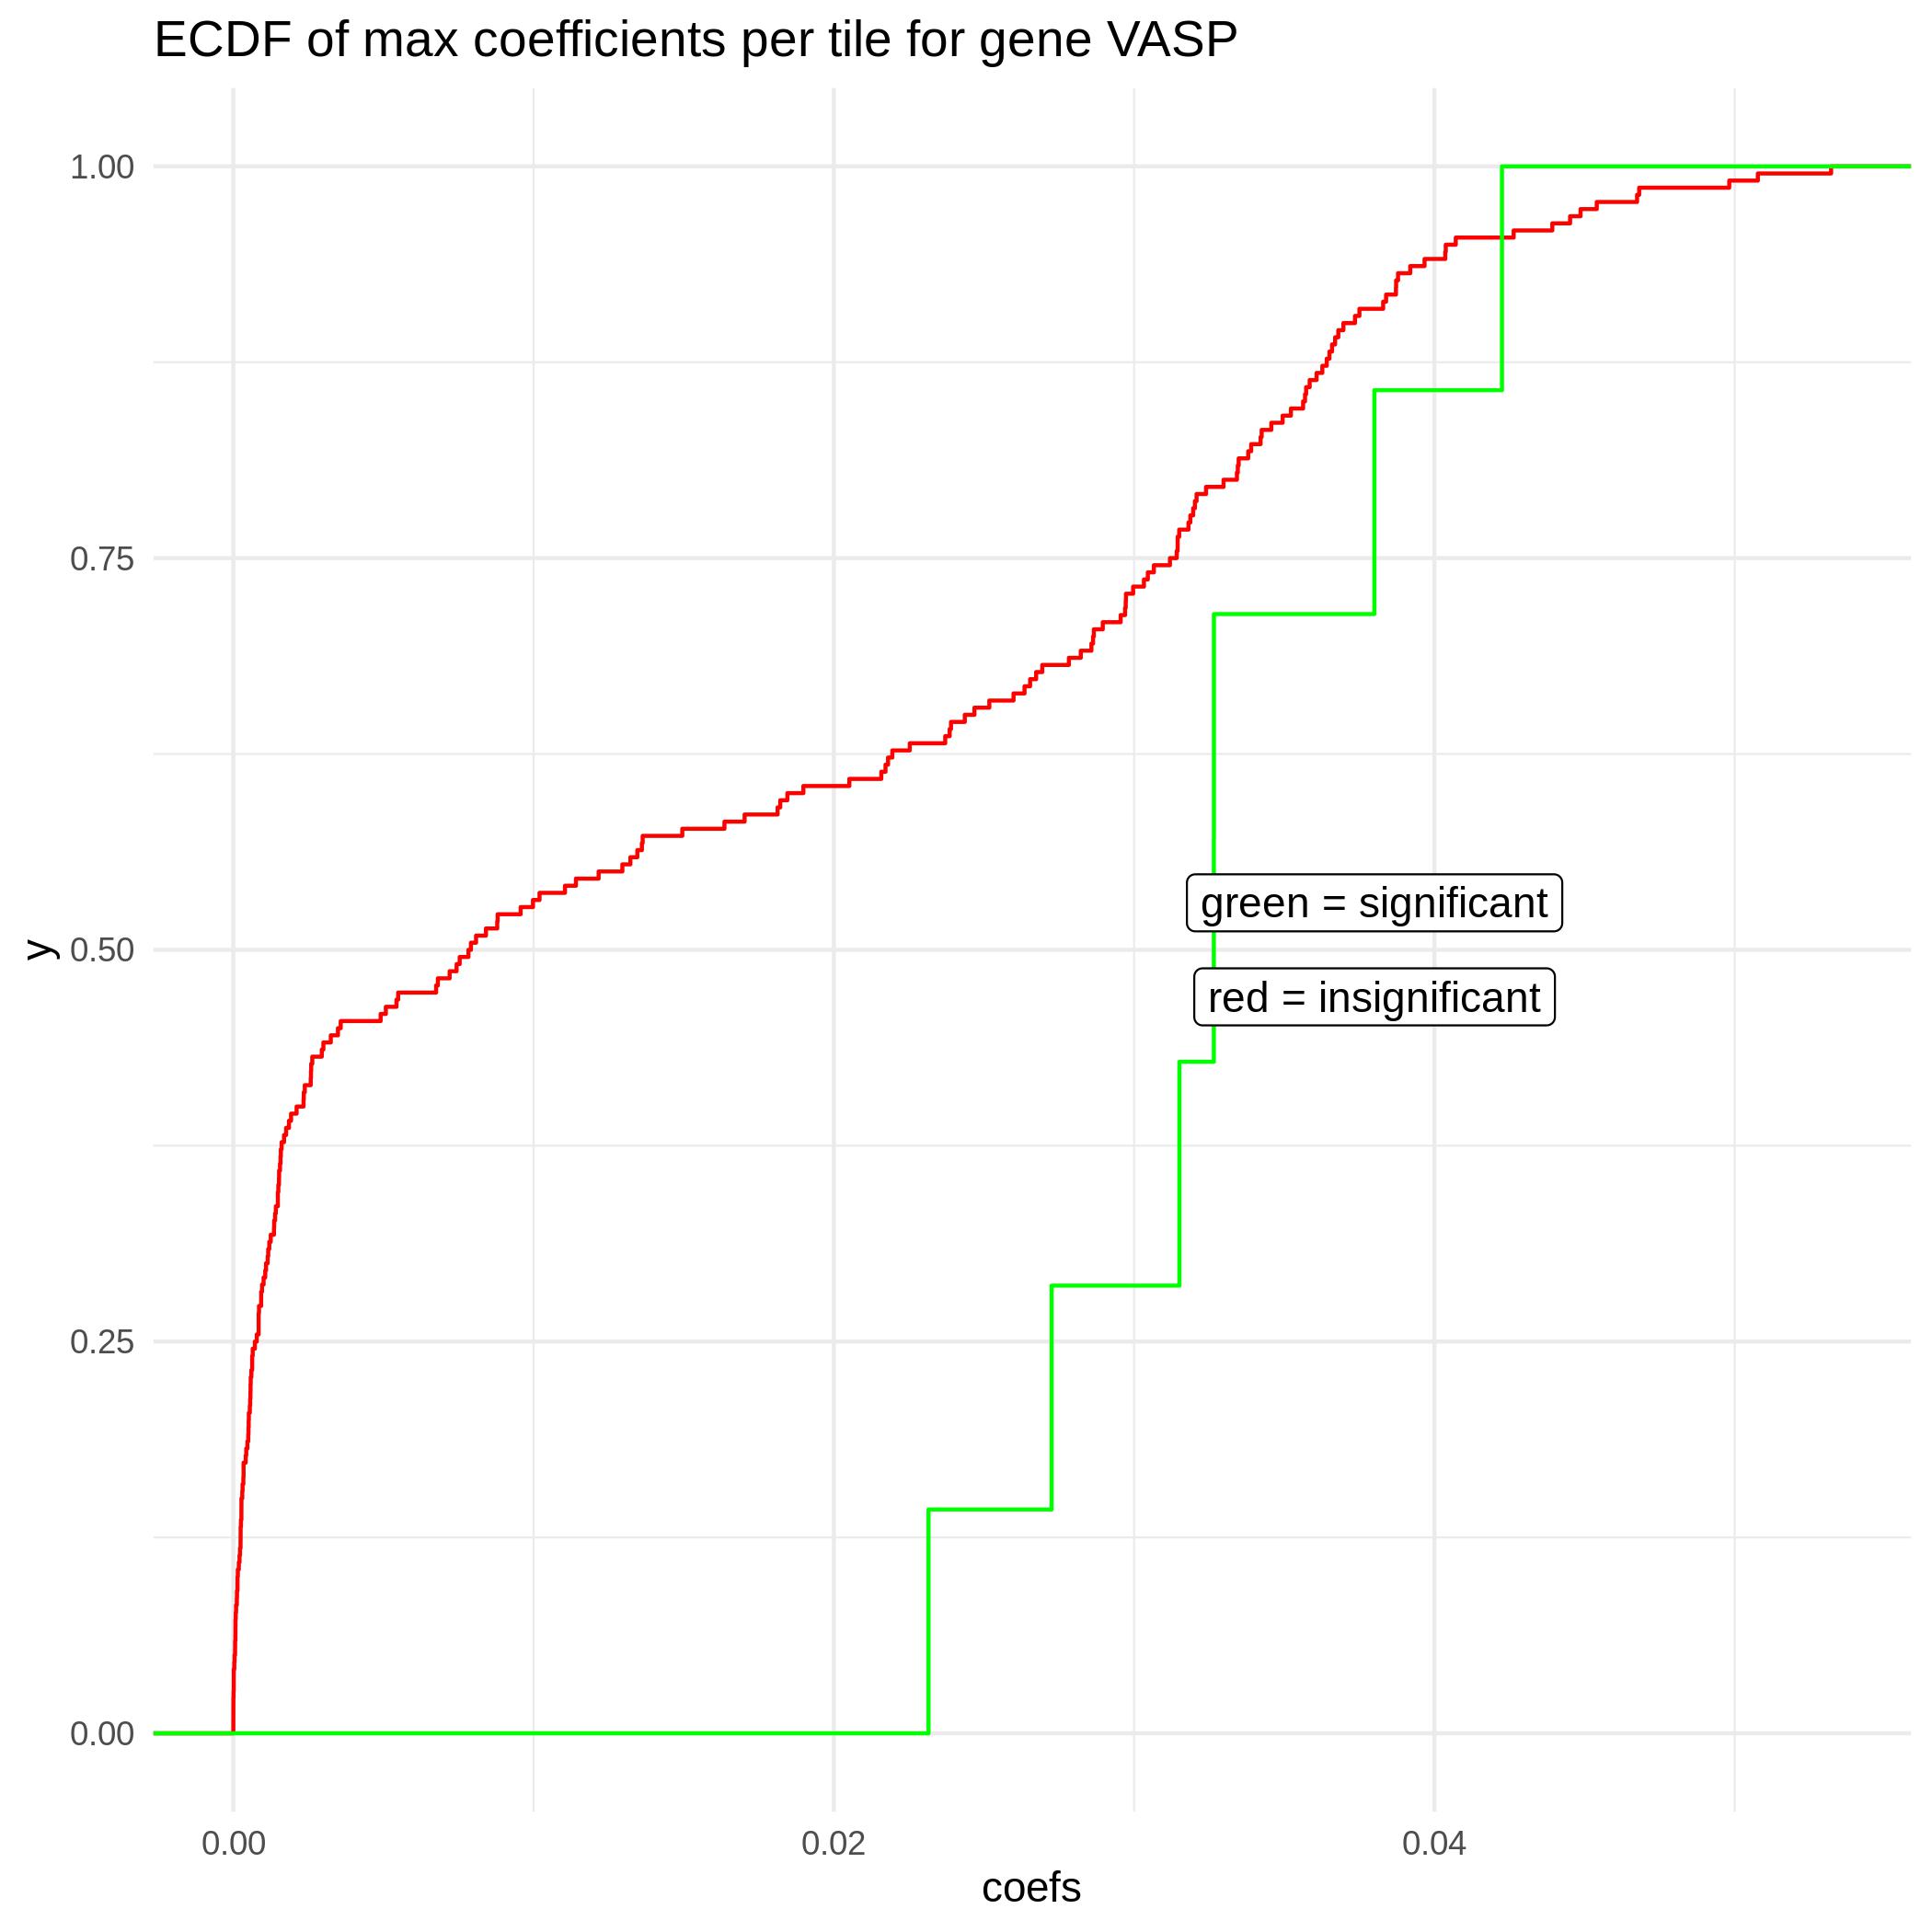 ECDF of max coefficients per tile for gene VASP
1.00
0.75
0.50
0.25
0.00
y
green = significant
red = insignificant
0.00 0.02 0.04
coefs